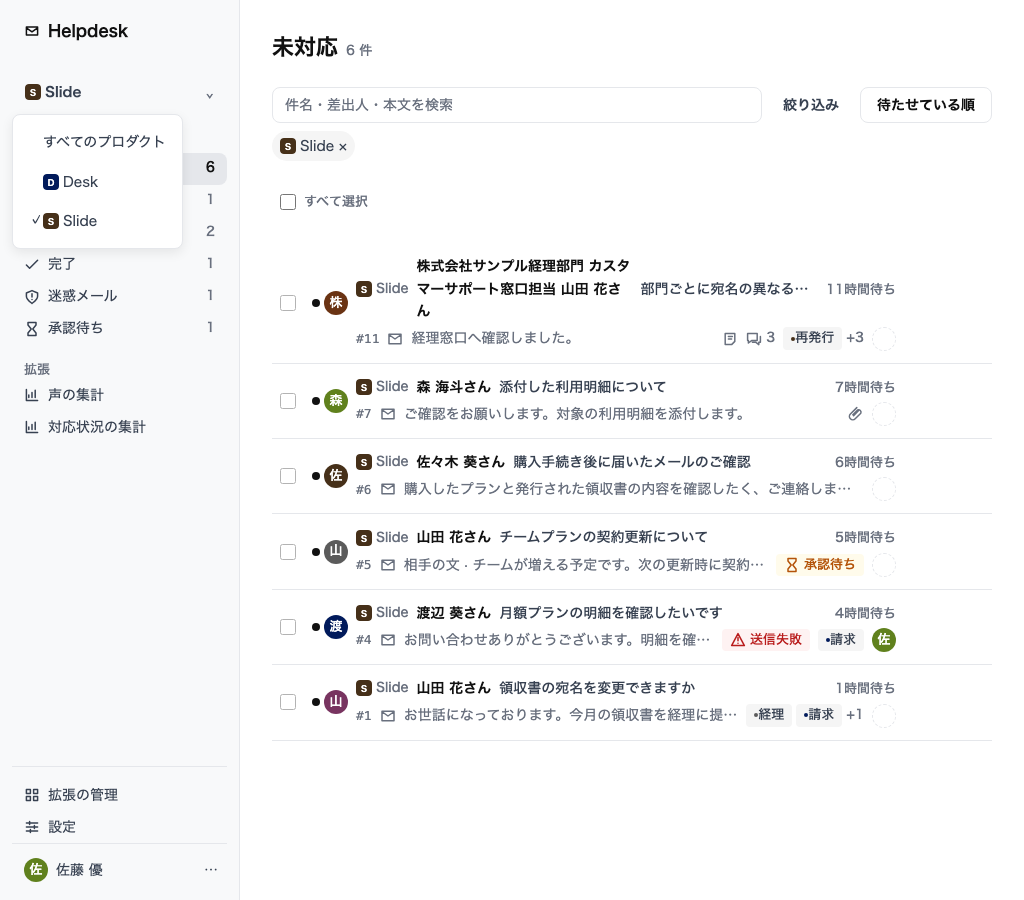 Helpdesk
S Slide
すべてのプロダクト
D Desk
✓ S Slide
6
1
2
完了 1
迷惑メール 1
承認待ち 1
拡張
声の集計
対応状況の集計
拡張の管理
設定
佐 佐藤 優 …
未対応 6 件
件名・差出人・本文を検索 絞り込み 待たせている順
S Slide ×
すべて選択
株 S Slide 株式会社サンプル経理部門 カスタ
マーサポート窓口担当 山田 花さ
ん
部門ごとに宛名の異なる… 11時間待ち
#11 経理窓口へ確認しました。 3 •再発行 +3
森 S Slide 森 海斗さん 添付した利用明細について 7時間待ち
#7 ご確認をお願いします。対象の利用明細を添付します。
佐 S Slide 佐々木 葵さん 購入手続き後に届いたメールのご確認 6時間待ち
#6 購入したプランと発行された領収書の内容を確認したく、ご連絡しま…
山 S Slide 山田 花さん チームプランの契約更新について 5時間待ち
#5 相手の文 · チームが増える予定です。次の更新時に契約… 承認待ち
渡 S Slide 渡辺 葵さん 月額プランの明細を確認したいです 4時間待ち
#4 お問い合わせありがとうございます。明細を確… 送信失敗 •請求 佐
山 S Slide 山田 花さん 領収書の宛名を変更できますか 1時間待ち
#1 お世話になっております。今月の領収書を経理に提… •経理 •請求 +1